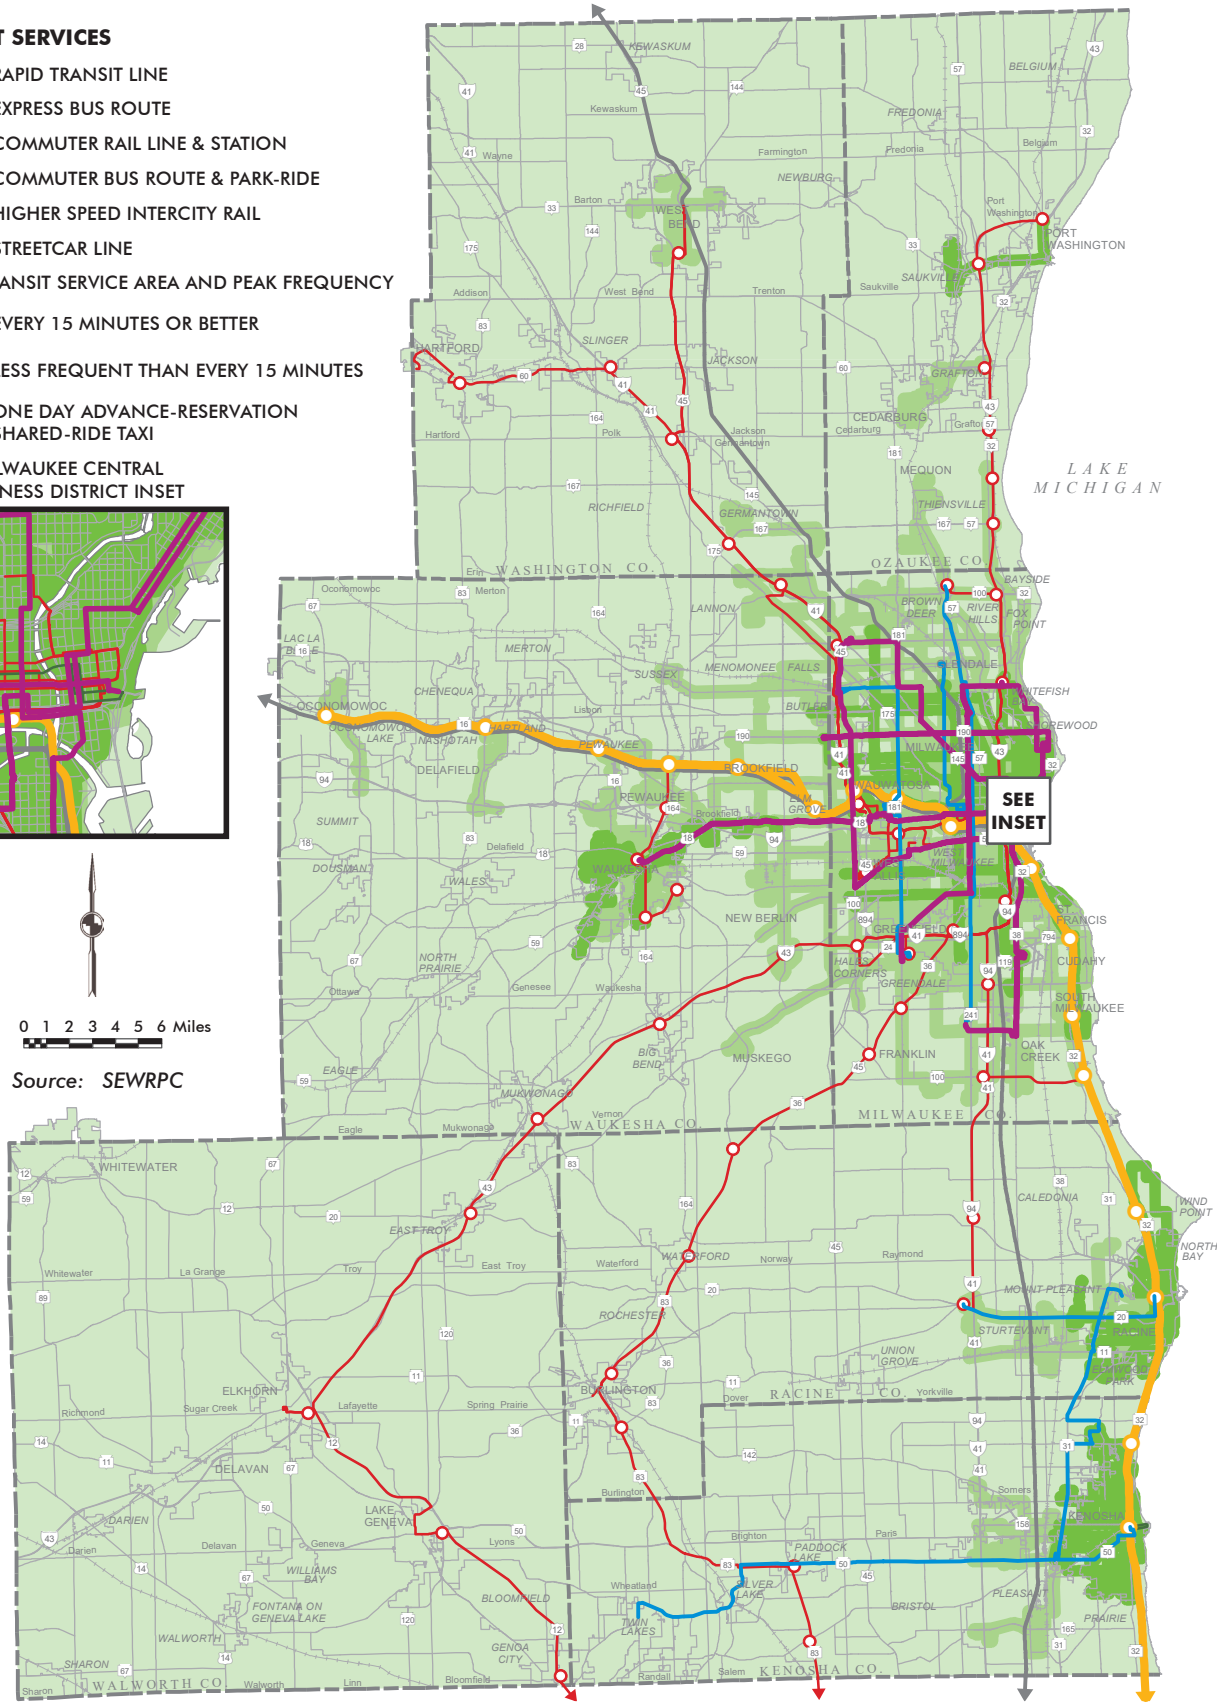 T SERVICES
RAPID TRANSIT LINE
EXPRESS BUS ROUTE
COMMUTER RAIL LINE & STATION
COMMUTER BUS ROUTE & PARK-RIDE
HIGHER SPEED INTERCITY RAIL
STREETCAR LINE
ANSIT SERVICE AREA AND PEAK FREQUENCY
EVERY 15 MINUTES OR BETTER
LESS FREQUENT THAN EVERY 15 MINUTES
ONE DAY ADVANCE-RESERVATION
SHARED-RIDE TAXI
LWAUKEE CENTRAL
NESS DISTRICT INSET
0 1 2 3 4 5 6 Miles
Source: SEWRPC
KEWASKUM
Kewaskum
Wayne
Barton
WEST
BEND
Farmington
NEWBURG
FREDONIA
Fredonia
BELGIUM
Belgium
Port
Washington
PORT
WASHINGTON
SAUKVILLE
Saukville
Addison
West Bend
Trenton
HARTFORD
SLINGER
JACKSON
GRAFTON
CEDARBURG
Cedarburg
Grafton
Hartford
Polk
Jackson
Germantown
MEQUON
LAKE
MICHIGAN
RICHFIELD
GERMANTOWN
THIENSVILLE
Erin
WASHINGTON CO.
OZAUKEE CO.
Oconomowoc
Merton
LANNON
BROWN
DEER
RIVER
HILLS
BAYSIDE
FOX
POINT
LAC LA
MERTON
SUSSEX
MENOMONEE FALLS
GLENDALE
WHITEFISH
CHENEQUA
OCONOMOWOC
OCONOMOWOC
LAKE
NASHOTAH
HARTLAND
Lisbon
PEWAUKEE
BUTLER
MILWAUKEE
SHOREWOOD
DELAFIELD
BROOKFIELD
WAUWATOSA
PEWAUKEE
Brookfield
ELM
GROVE
SEE
INSET
SUMMIT
Delafield
DOUSMAN
WALES
WAUKESHA
WEST
MILWAUKEE
NEW BERLIN
GREENFIELD
ST.
FRANCIS
NORTH
PRAIRIE
HALES
CORNERS
GREENDALE
CUDAHY
Ottawa
Genesee
Waukesha
SOUTH
MILWAUKEE
EAGLE
BIG
BEND
MUSKEGO
FRANKLIN
OAK
CREEK
MUKWONAGO
Vernon
Eagle
Mukwonago
WAUKESHA CO.
MILWAUKEE CO.
WHITEWATER
CALEDONIA
WIND
POINT
NORTH
BAY
EAST TROY
WATERFORD
Whitewater
La Grange
Troy
East Troy
Waterford
Norway
Raymond
ROCHESTER
MOUNT PLEASANT
STURTEVANT
RACINE
UNION
GROVE
ELMWOOD
PARK
ELKHORN
BURLINGTON
Dover
RACINE CO.
Yorkville
Richmond
Sugar Creek
Lafayette
Spring Prairie
DELAVAN
Burlington
Somers
LAKE
GENEVA
KENOSHA
DARIEN
Darien
Delavan
Geneva
Lyons
Brighton
Paris
PADDOCK
LAKE
WILLIAMS
BAY
Wheatland
SILVER
LAKE
FONTANA ON
GENEVA LAKE
BLOOMFIELD
TWIN
LAKES
BRISTOL
PLEASANT
PRAIRIE
WALWORTH
GENOA
CITY
SHARON
Sharon
WALWORTH CO.
Walworth
Linn
Bloomfield
Randall
Salem
KENOSHA CO.